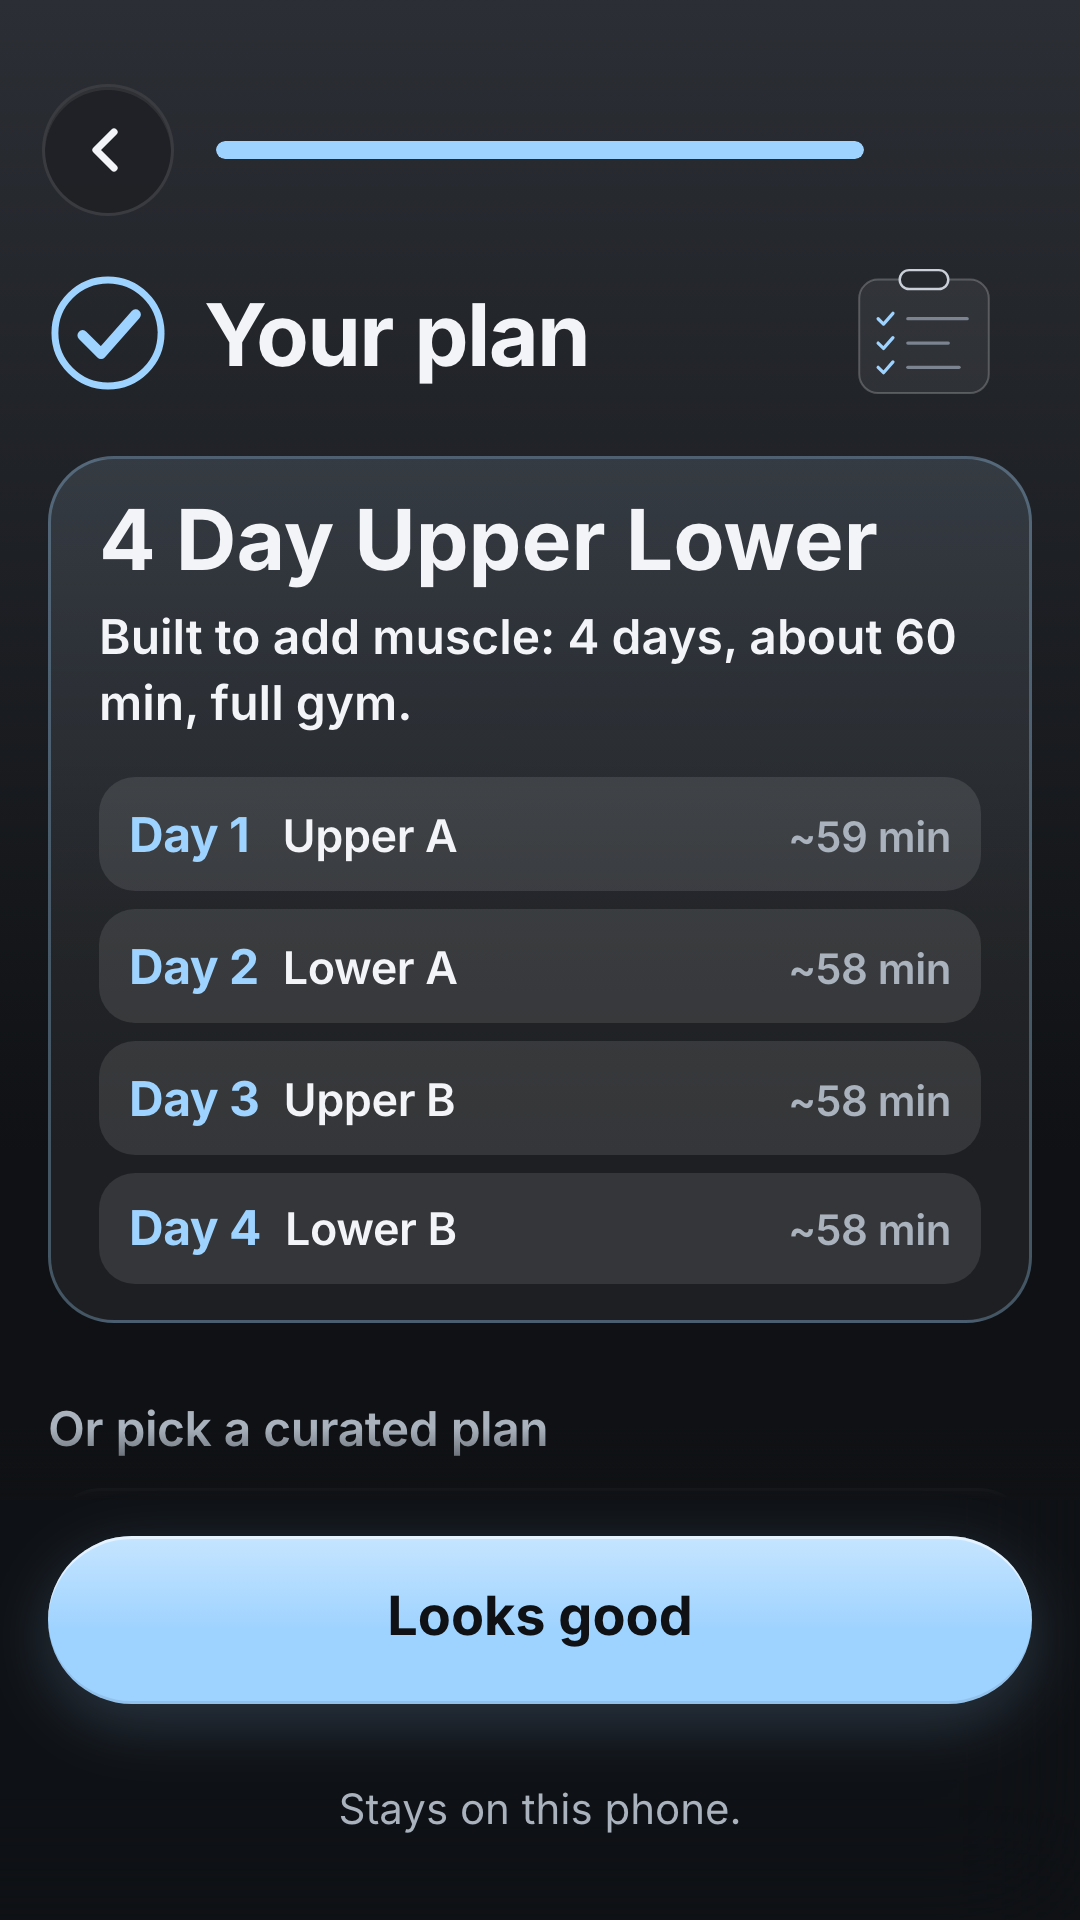 Your plan
4 Day Upper Lower
Built to add muscle: 4 days, about 60
min, full gym.
Day 1 Upper A ~59 min
Day 2 Lower A ~58 min
Day 3 Upper B ~58 min
Day 4 Lower B ~58 min
Or pick a curated plan
Looks good
Stays on this phone.